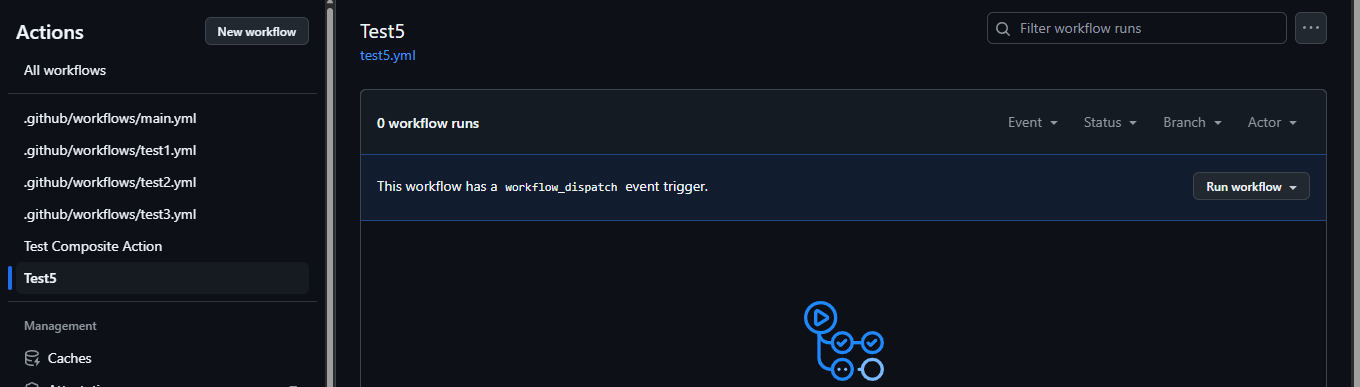 Actions
New workflow
All workflows
.github/workflows/main.yml
.github/workflows/test1.yml
.github/workflows/test2.yml
.github/workflows/test3.yml
Test Composite Action
Test5
Management
Caches
Test5
test5.yml
Filter workflow runs
0 workflow runs
Event
Status
Branch
Actor
This workflow has a workflow_dispatch event trigger.
Run workflow